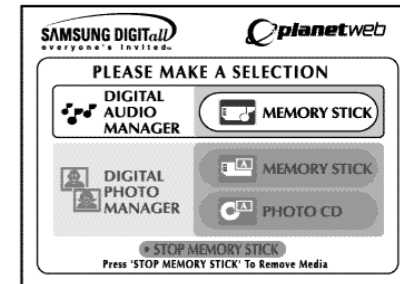 SAMSUNG DIGITall planetweb
everyone's invited™
PLEASE MAKE A SELECTION
DIGITAL AUDIO MANAGER
MEMORY STICK
DIGITAL PHOTO MANAGER
MEMORY STICK
PHOTO CD
• STOP MEMORY STICK
Press 'STOP MEMORY STICK' To Remove Media